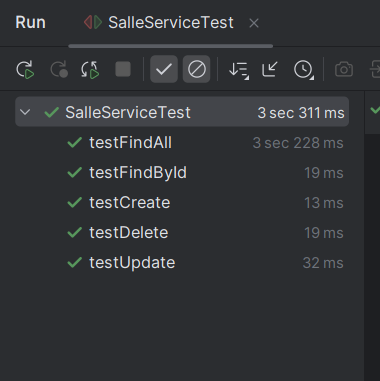 Run SalleServiceTest
SalleServiceTest 3 sec 311 ms
testFindAll 3 sec 228 ms
testFindById 19 ms
testCreate 13 ms
testDelete 19 ms
testUpdate 32 ms